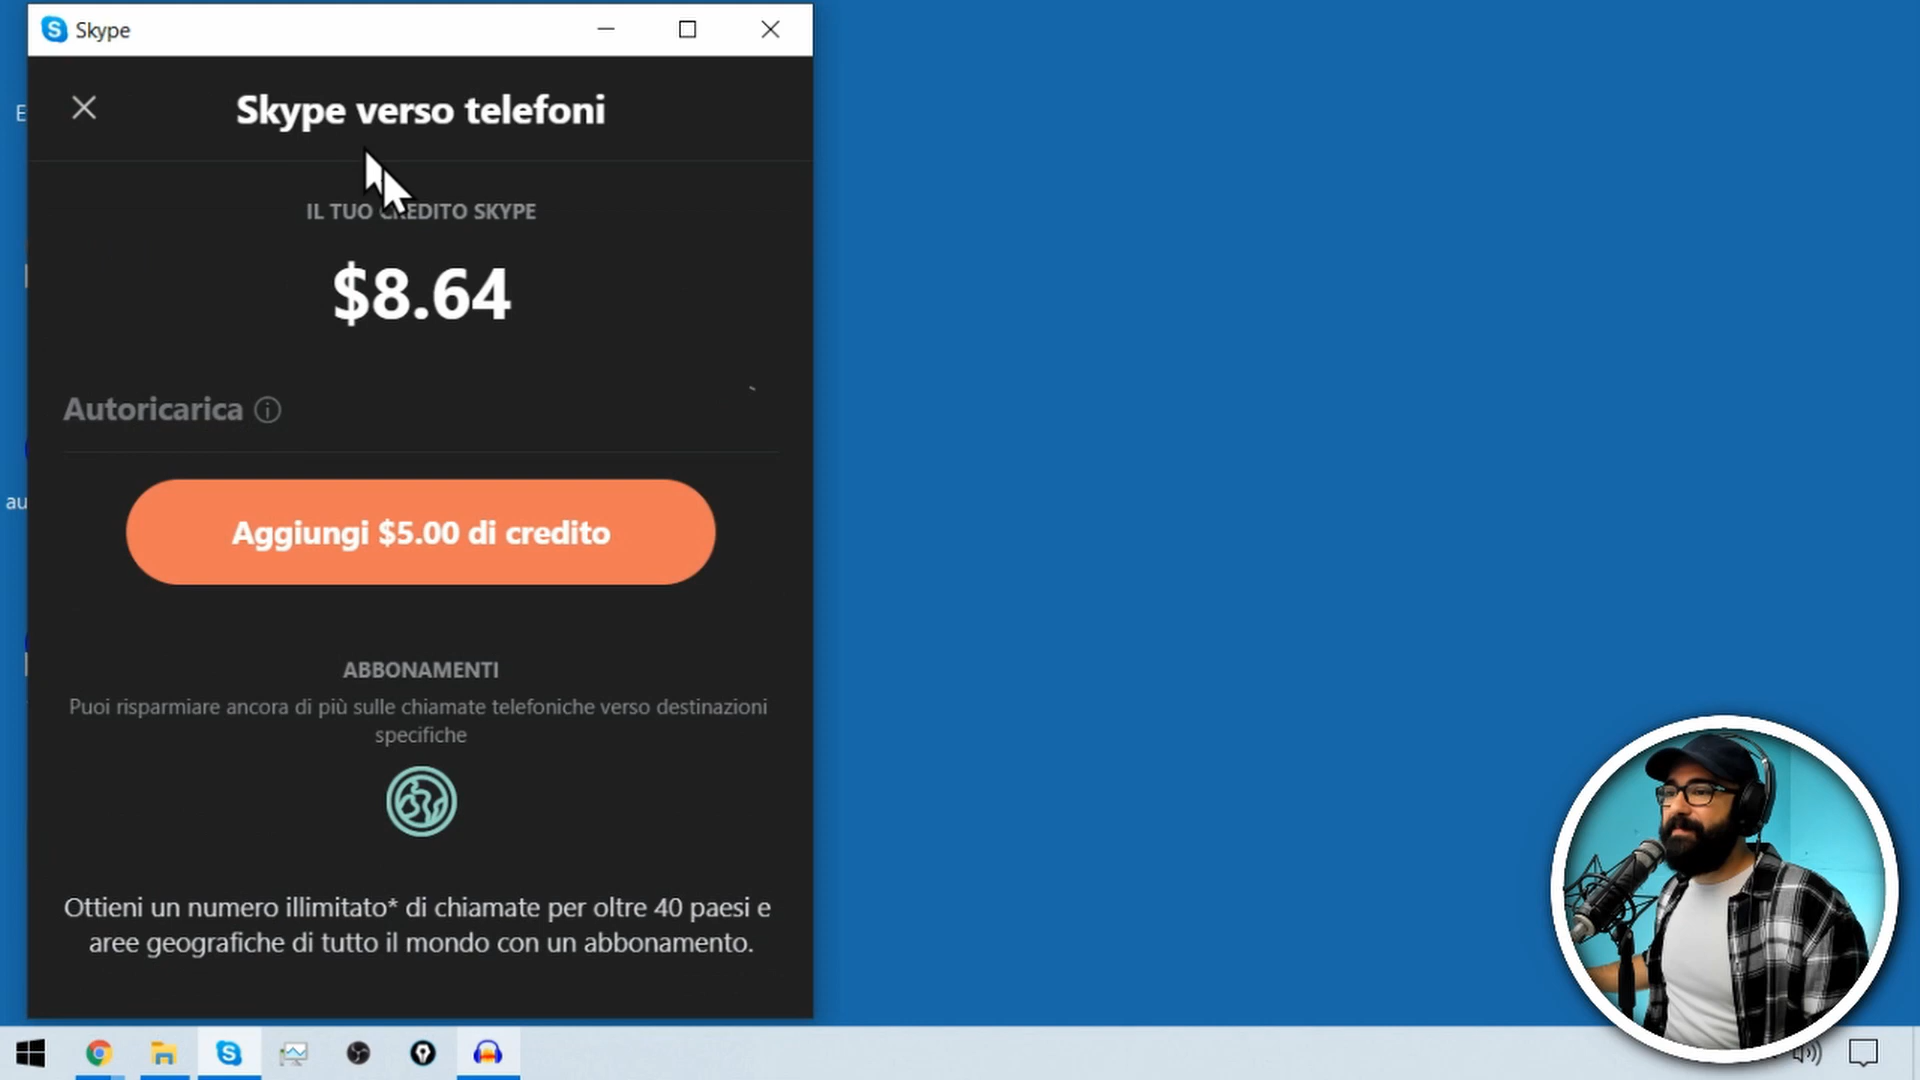 Skype
Skype verso telefoni
IL TUO CREDITO SKYPE
$8.64
Autoricarica
Aggiungi $5.00 di credito
ABBONAMENTI
Puoi risparmiare ancora di più sulle chiamate telefoniche verso destinazioni
specifiche
Ottieni un numero illimitato* di chiamate per oltre 40 paesi e
aree geografiche di tutto il mondo con un abbonamento.
E
au